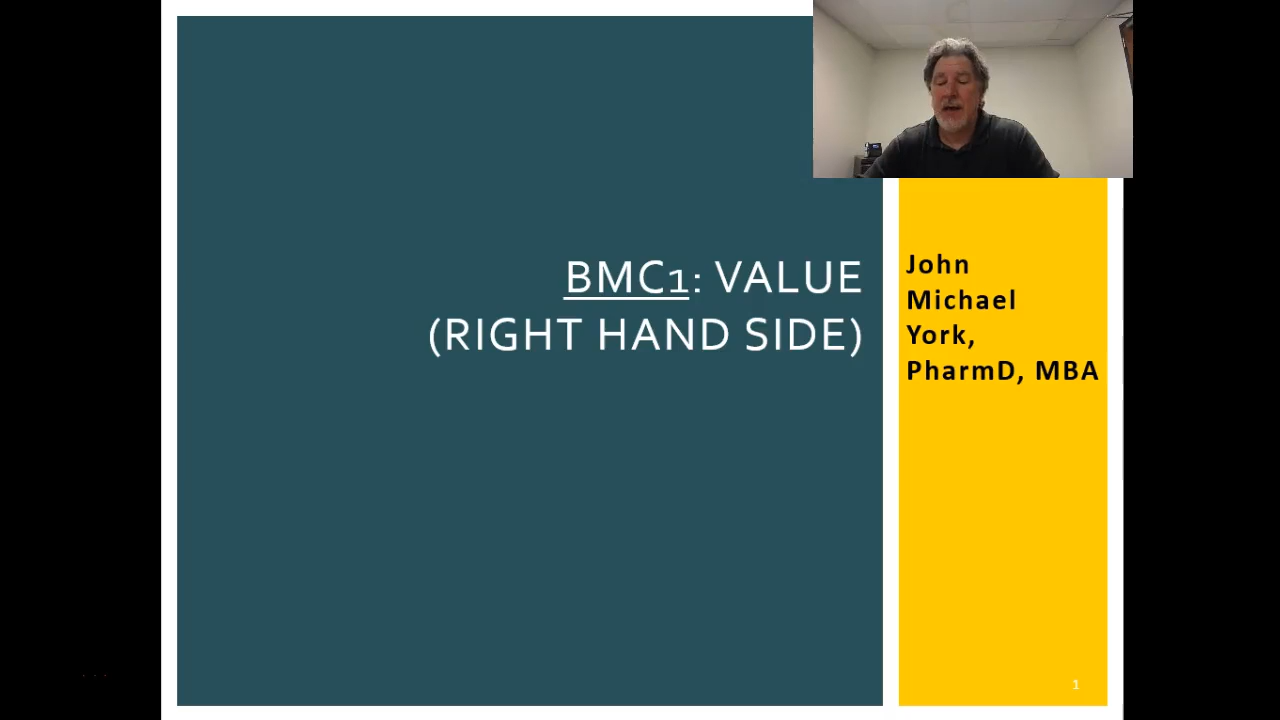 BMC1: VALUE
(RIGHT HAND SIDE)
John
Michael
York,
PharmD, MBA
1